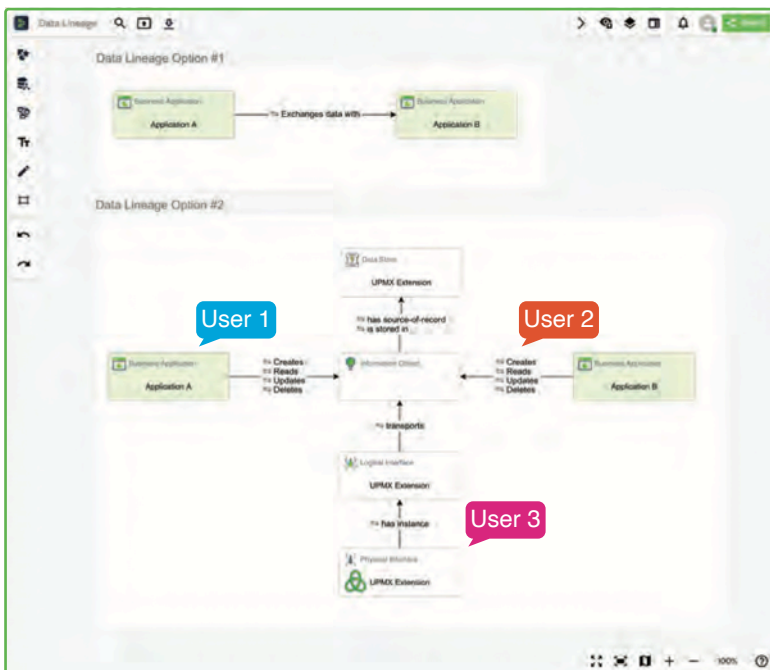 Data Lineage
Share
Data Lineage Option #1
Business Application
Application A
Exchanges data with
Business Application
Application B
Data Lineage Option #2
Data Store
UPMX Extension
has source-of-record
is stored in
User 1
User 2
Business Application
Application A
Creates
Reads
Updates
Deletes
Information Object
Creates
Reads
Updates
Deletes
Business Application
Application B
transports
Logical Interface
UPMX Extension
has instance
User 3
Physical Interface
UPMX Extension
100%